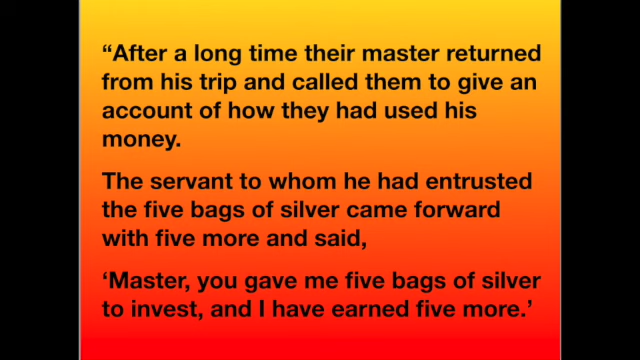 “After a long time their master returned
from his trip and called them to give an
account of how they had used his
money.
The servant to whom he had entrusted
the five bags of silver came forward
with five more and said,
‘Master, you gave me five bags of silver
to invest, and I have earned five more.’